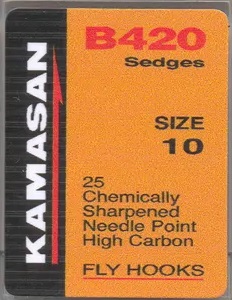 KAMASAN
B420
Sedges
SIZE
10
25
Chemically
Sharpened
Needle Point
High Carbon
FLY HOOKS